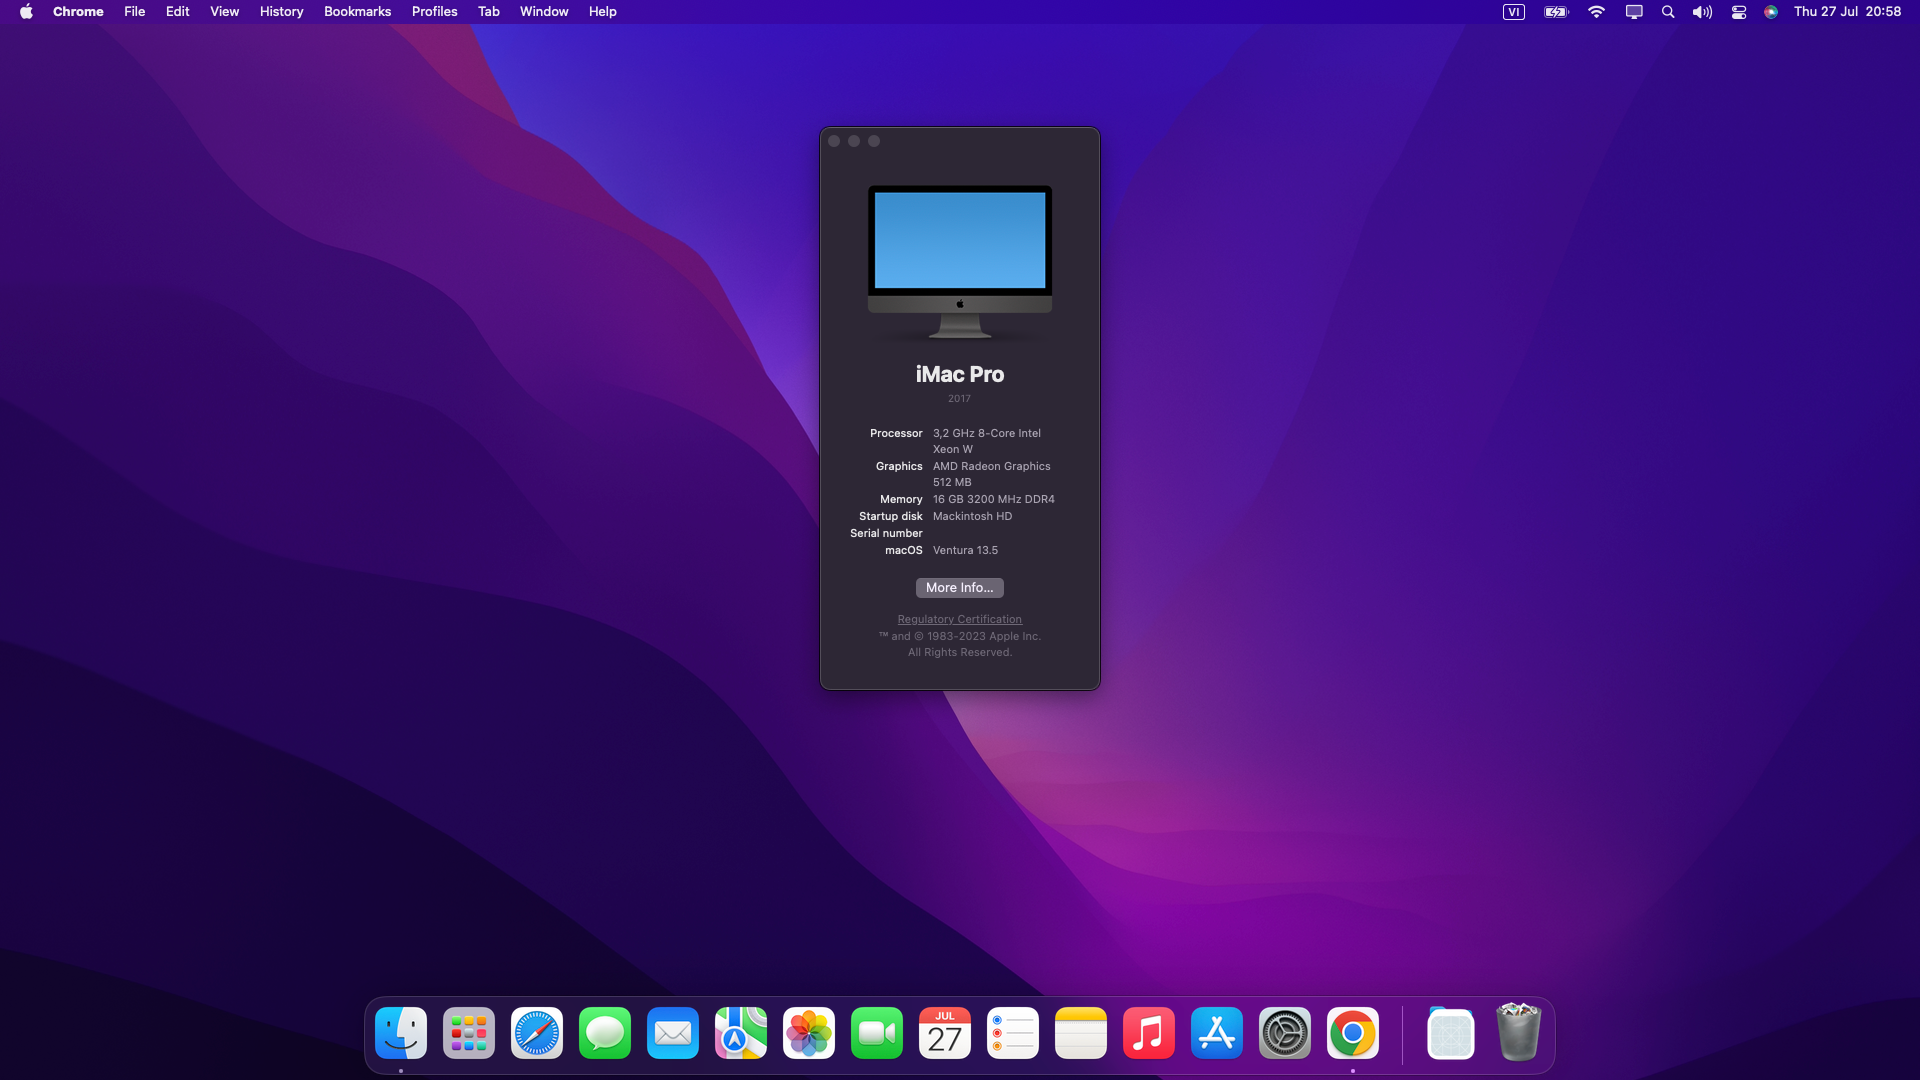 Chrome File Edit View History Bookmarks Profiles Tab Window Help VI Thu 27 Jul 20:58
iMac Pro
2017
Processor 3,2 GHz 8-Core Intel
Xeon W
Graphics AMD Radeon Graphics
512 MB
Memory 16 GB 3200 MHz DDR4
Startup disk Mackintosh HD
Serial number
macOS Ventura 13.5
More Info...
Regulatory Certification
™ and © 1983-2023 Apple Inc.
All Rights Reserved.
JUL
27